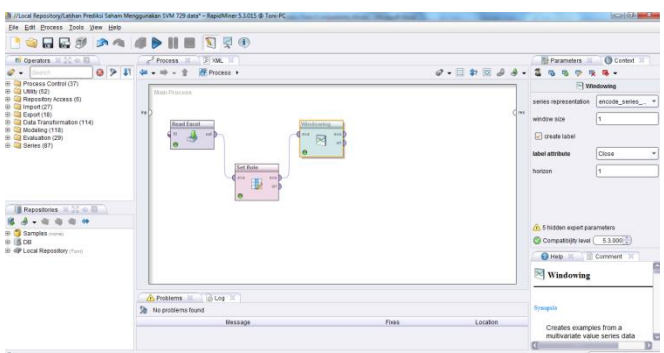 //Local Repository/Latihan Prediksi Saham Menggunakan SVM 729 data* – RapidMiner 5.3.015 @ Toni-PC
File Edit Process Tools View Help
Operators
Search
Process Control (37)
Utility (52)
Repository Access (6)
Import (27)
Export (18)
Data Transformation (114)
Modeling (118)
Evaluation (29)
Series (87)
Repositories
Samples (none)
DB
Local Repository (Toni)
Process
XML
Process
Main Process
Read Excel
Set Role
Windowing
Problems
Log
No problems found
Message Fixes Location
Parameters
Context
Windowing
series representation encode_series_...
window size 1
create label
label attribute Close
horizon 1
5 hidden expert parameters
Compatibility level 5.3.000
Help
Comment
Windowing
Synopsis
Creates examples from a
multivariate value series data